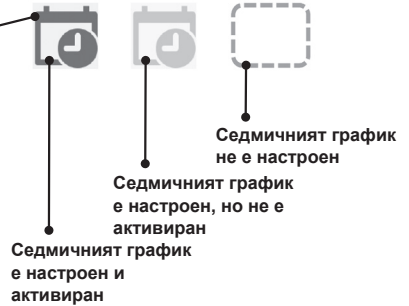 Седмичният график
не е настроен
Седмичният график
е настроен, но не е
активиран
Седмичният график
е настроен и
активиран